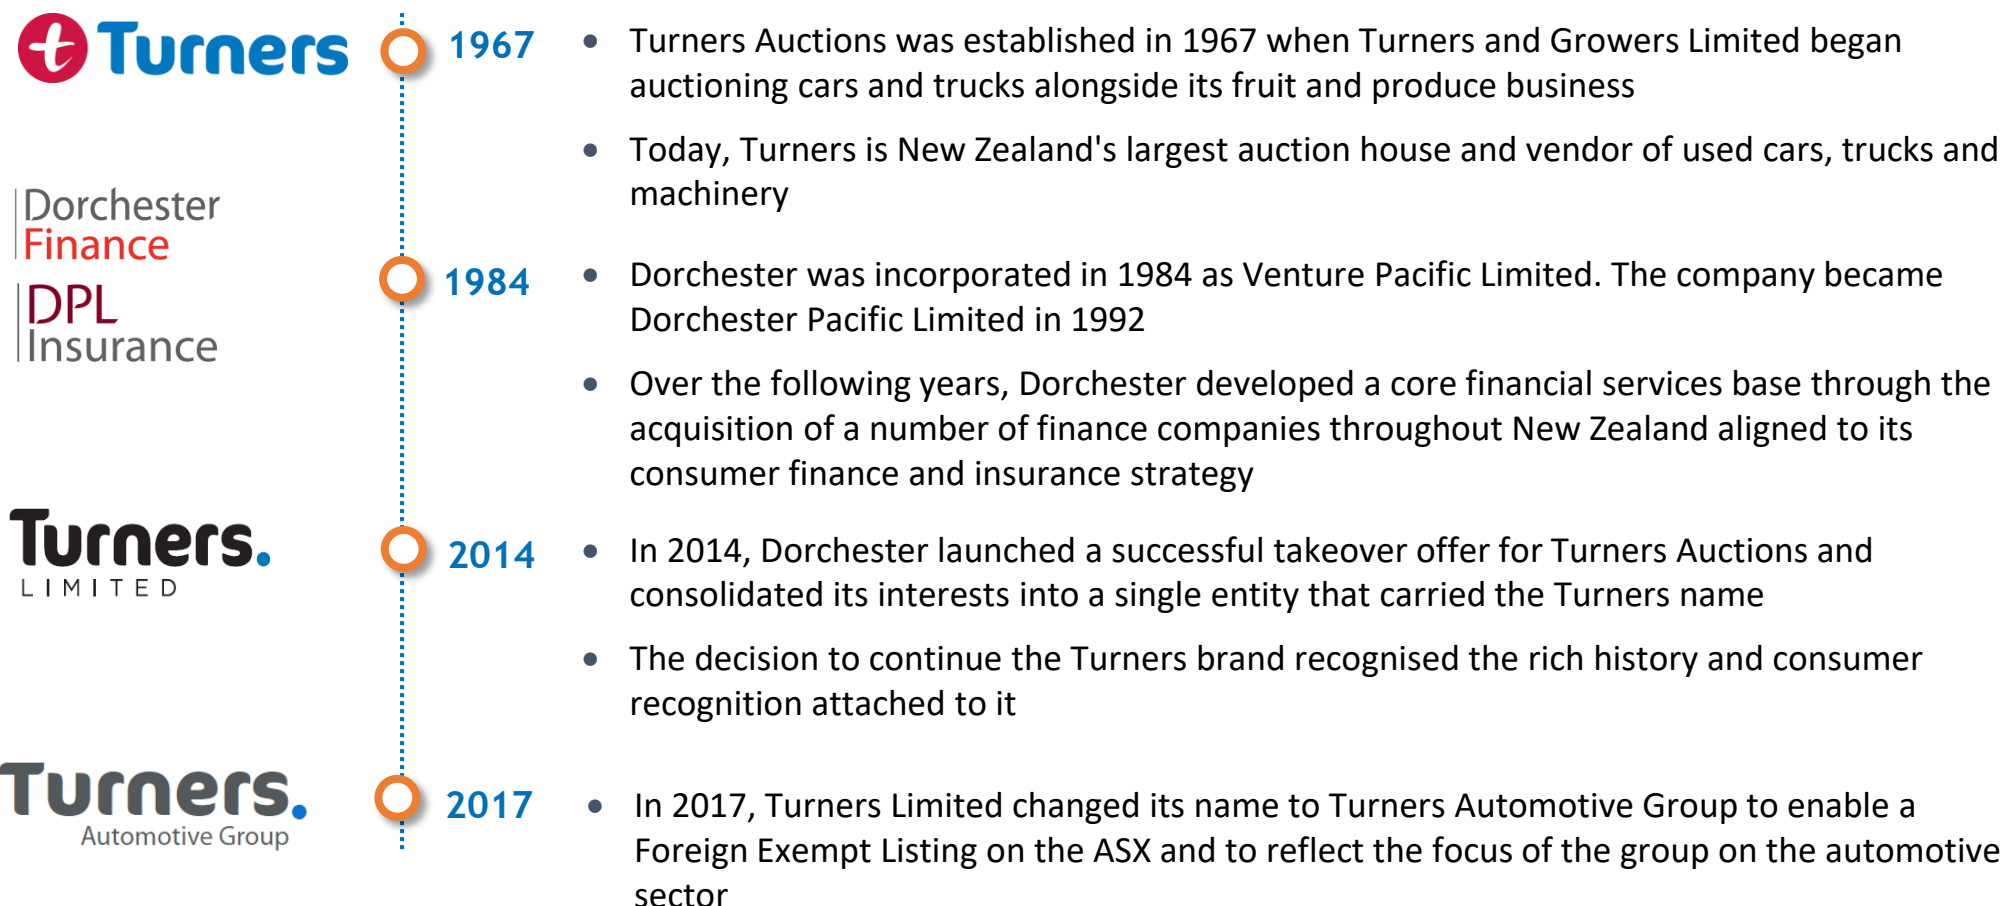 t Turners
1967
• Turners Auctions was established in 1967 when Turners and Growers Limited began
auctioning cars and trucks alongside its fruit and produce business
• Today, Turners is New Zealand's largest auction house and vendor of used cars, trucks and
machinery
Dorchester
Finance
DPL
Insurance
1984
• Dorchester was incorporated in 1984 as Venture Pacific Limited. The company became
Dorchester Pacific Limited in 1992
• Over the following years, Dorchester developed a core financial services base through the
acquisition of a number of finance companies throughout New Zealand aligned to its
consumer finance and insurance strategy
Turners.
LIMITED
2014
• In 2014, Dorchester launched a successful takeover offer for Turners Auctions and
consolidated its interests into a single entity that carried the Turners name
• The decision to continue the Turners brand recognised the rich history and consumer
recognition attached to it
Turners.
Automotive Group
2017
• In 2017, Turners Limited changed its name to Turners Automotive Group to enable a
Foreign Exempt Listing on the ASX and to reflect the focus of the group on the automotive
sector